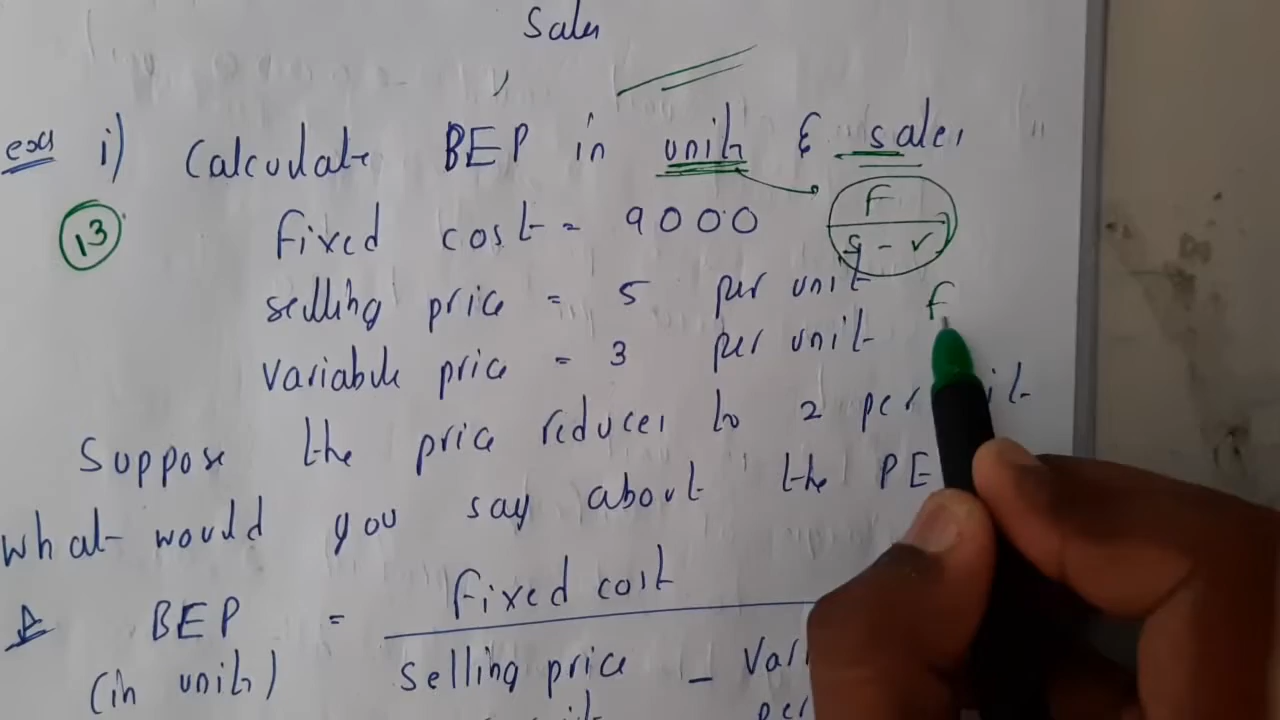 Sales
ex4 i) Calculate BEP in units & sales
13
F
S - V
fixed cost = 9000
selling price = 5 per unit
F
variable price = 3 per unit
Suppose the price reduces to 2 per
what would you say about the
BEP = fixed cost
(in units) selling price -